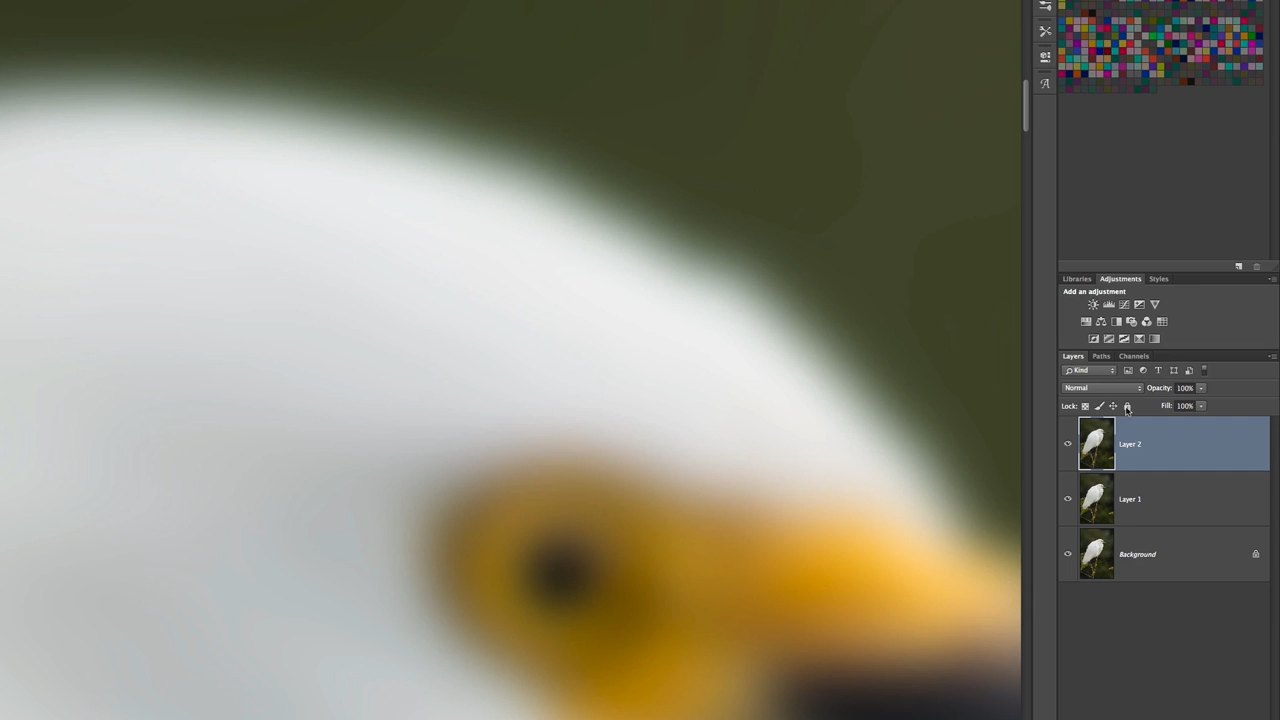 A
Libraries Adjustments Styles
Add an adjustment
Layers Paths Channels
Kind T
Normal Opacity: 100%
Lock: Fill: 100%
Layer 2
Layer 1
Background